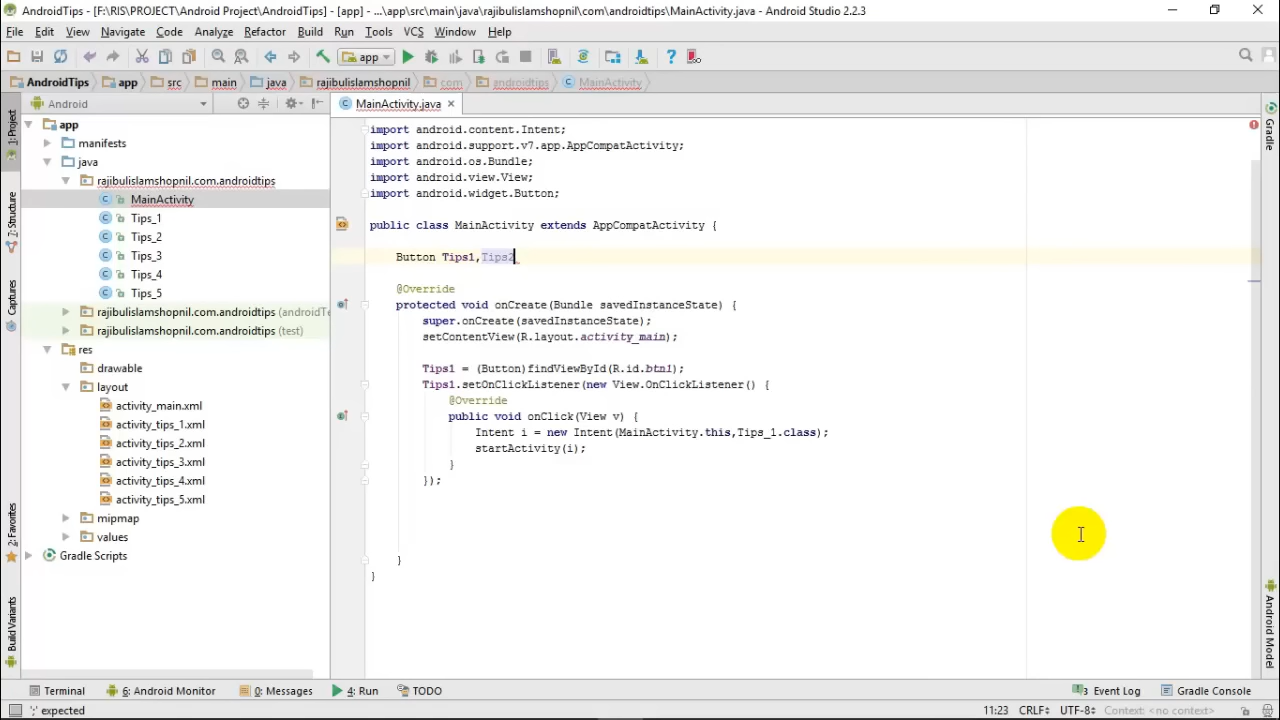 AndroidTips - [F:\RIS\PROJECT\Android Project\AndroidTips] - [app] - ...\app\src\main\java\rajibulislamshopnil\com\androidtips\MainActivity.java - Android Studio 2.2.3
File Edit View Navigate Code Analyze Refactor Build Run Tools VCS Window Help
app
AndroidTips app src main java rajibulislamshopnil com androidtips MainActivity
Android
MainActivity.java
1: Project
7: Structure
Captures
2: Favorites
Build Variants
app
manifests
java
rajibulislamshopnil.com.androidtips
MainActivity
Tips_1
Tips_2
Tips_3
Tips_4
Tips_5
rajibulislamshopnil.com.androidtips (androidTe
rajibulislamshopnil.com.androidtips (test)
res
drawable
layout
activity_main.xml
activity_tips_1.xml
activity_tips_2.xml
activity_tips_3.xml
activity_tips_4.xml
activity_tips_5.xml
mipmap
values
Gradle Scripts
import android.content.Intent;
import android.support.v7.app.AppCompatActivity;
import android.os.Bundle;
import android.view.View;
import android.widget.Button;
public class MainActivity extends AppCompatActivity {
Button Tips1,Tips2
@Override
protected void onCreate(Bundle savedInstanceState) {
super.onCreate(savedInstanceState);
setContentView(R.layout.activity_main);
Tips1 = (Button)findViewById(R.id.btn1);
Tips1.setOnClickListener(new View.OnClickListener() {
@Override
public void onClick(View v) {
Intent i = new Intent(MainActivity.this,Tips_1.class);
startActivity(i);
}
});
}
}
Gradle
Android Model
Terminal 6: Android Monitor 0: Messages 4: Run TODO 3 Event Log Gradle Console
';' expected 11:23 CRLF UTF-8 Context: <no context>